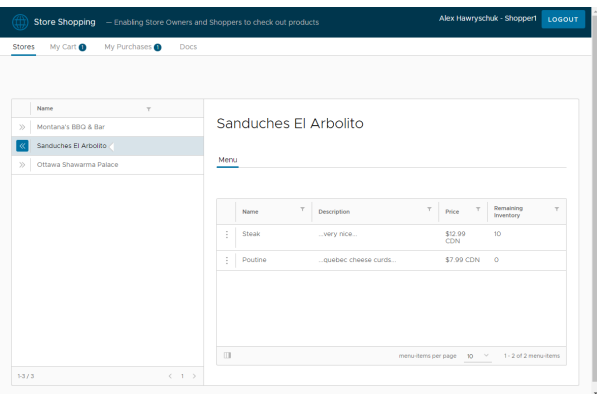 Store Shopping — Enabling Store Owners and Shoppers to check out products
Alex Hawryschuk - Shopper1 LOGOUT
Stores My Cart 1 My Purchases 1 Docs
Name
Montana's BBQ & Bar
Sanduches El Arbolito
Ottawa Shawarma Palace
1-3 / 3 1
Sanduches El Arbolito
Menu
Name Description Price Remaining Inventory
Steak ...very nice... $12.99 CDN 10
Poutine ...quebec cheese curds... $7.99 CDN 0
menu-items per page 10 1 - 2 of 2 menu-items